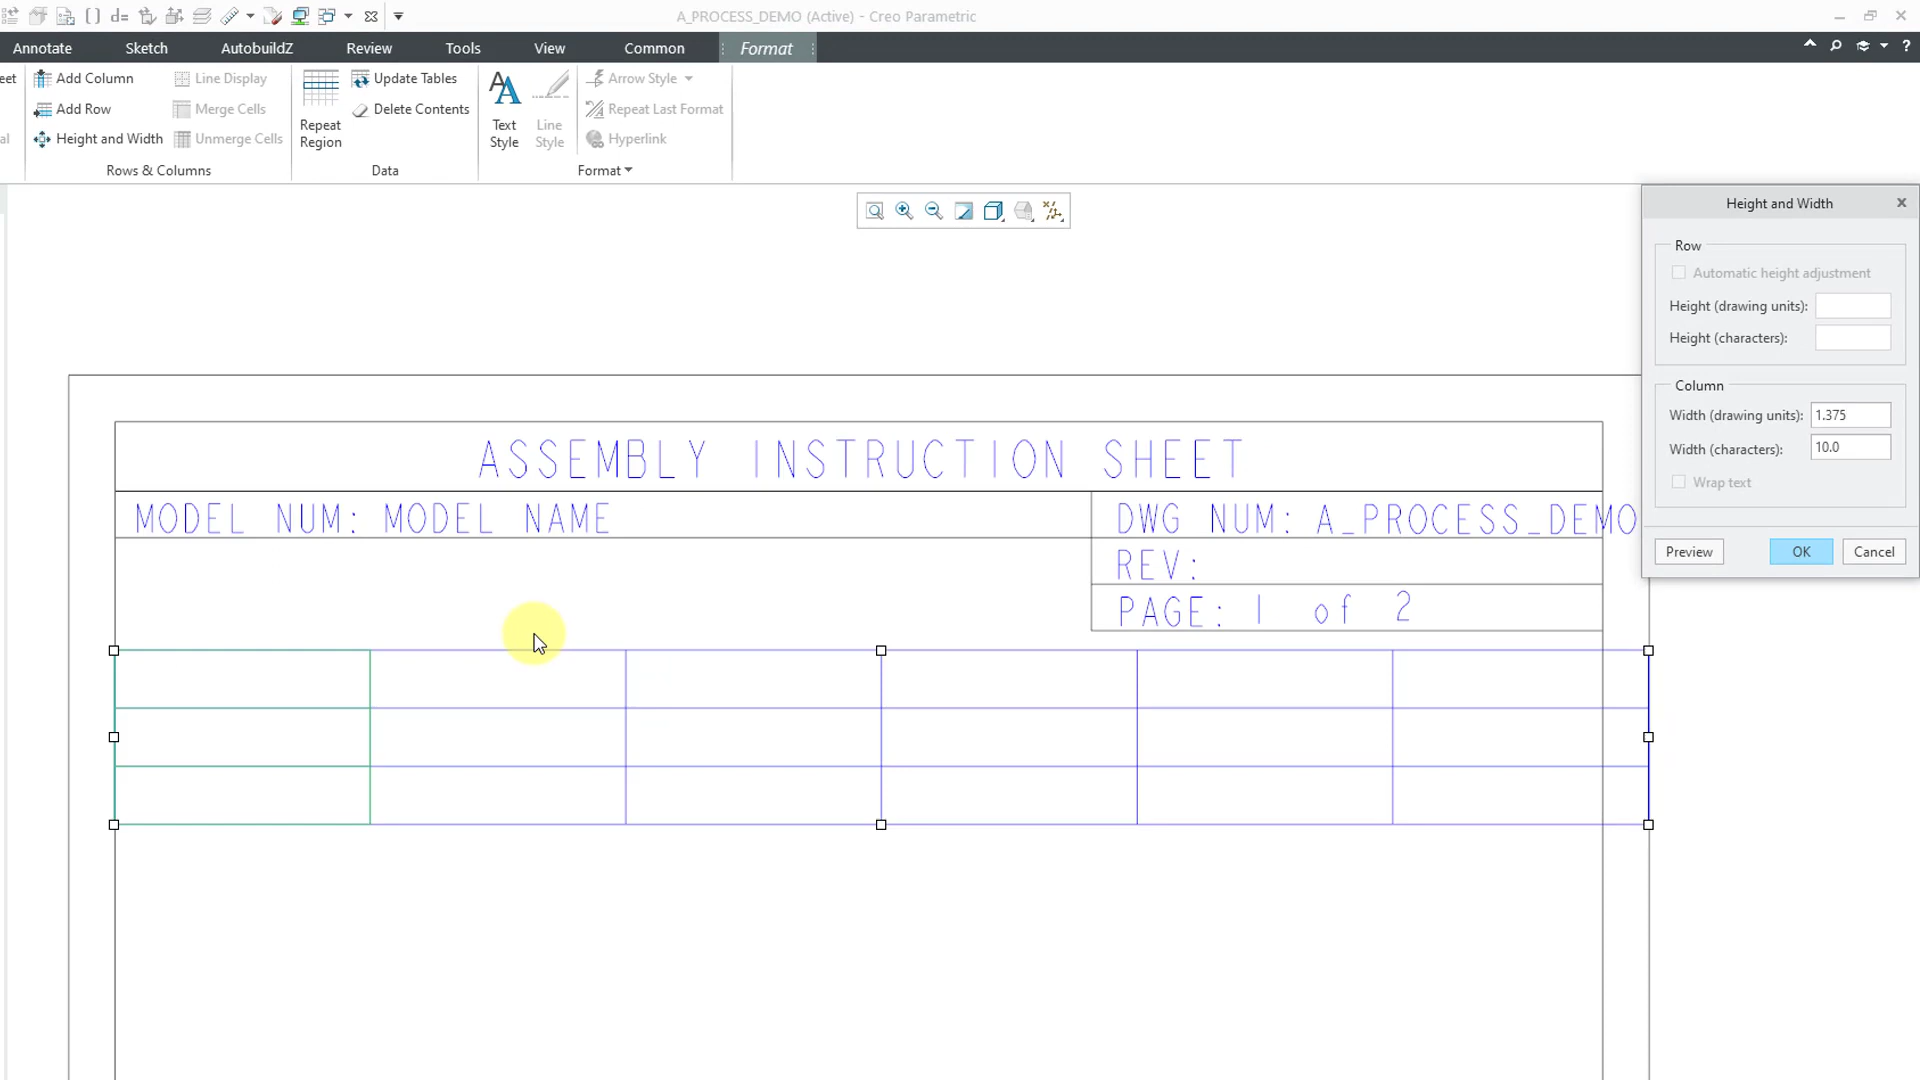 A_PROCESS_DEMO (Active) - Creo Parametric
Annotate Sketch AutobuildZ Review Tools View Common Format
eet Add Column Line Display Update Tables Arrow Style
Add Row Merge Cells Delete Contents Repeat Last Format
al Height and Width Unmerge Cells Repeat Region Text Style Line Style Hyperlink
Rows & Columns Data Format
Height and Width
Row
Automatic height adjustment
Height (drawing units):
Height (characters):
Column
Width (drawing units): 1.375
Width (characters): 10.0
Wrap text
Preview OK Cancel
ASSEMBLY INSTRUCTION SHEET
MODEL NUM: MODEL NAME DWG NUM: A_PROCESS_DEMO
REV:
PAGE: 1 of 2